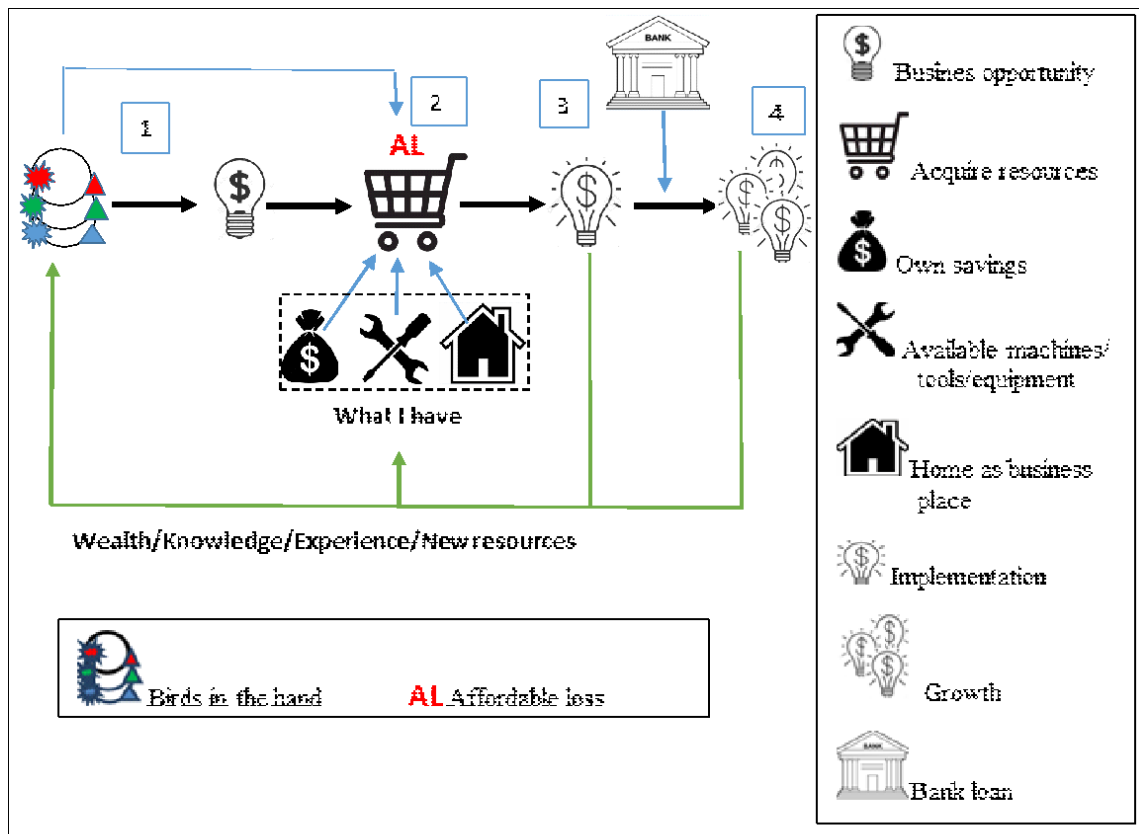 BANK
1
2
3
4
AL
$
$
$
$
$
$
What I have
Wealth/Knowledge/Experience/New resources
Birds in the hand
AL Affordable loss
$
Busines opportunity
Acquire resources
$
Own savings
Available machines/
tools/equipment
Home as business
place
$
Implementation
$
$
$
Growth
BANK
Bank loan